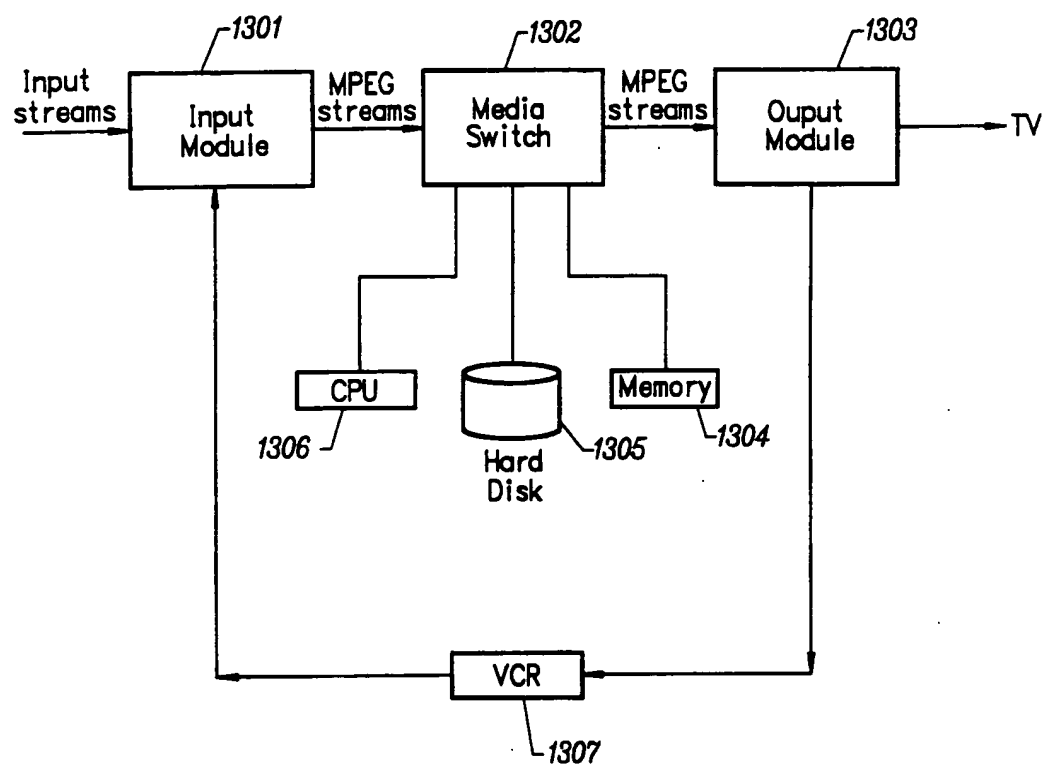 1301
1302
1303
Input
streams
Input
Module
MPEG
streams
Media
Switch
MPEG
streams
Ouput
Module
TV
CPU
1306
Hard
Disk
1305
Memory
1304
VCR
1307